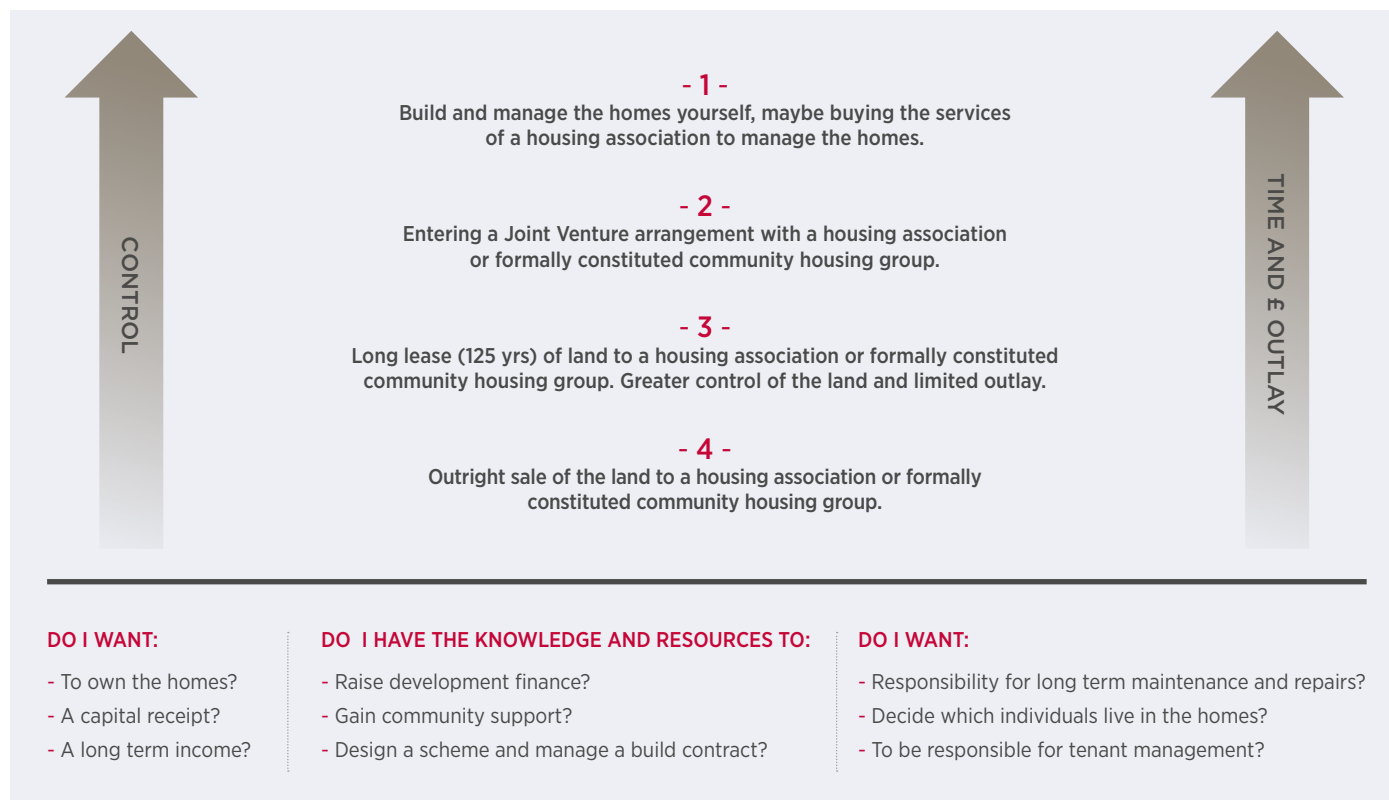 CONTROL
- 1 -
Build and manage the homes yourself, maybe buying the services
of a housing association to manage the homes.
- 2 -
Entering a Joint Venture arrangement with a housing association
or formally constituted community housing group.
- 3 -
Long lease (125 yrs) of land to a housing association or formally constituted
community housing group. Greater control of the land and limited outlay.
- 4 -
Outright sale of the land to a housing association or formally
constituted community housing group.
TIME AND £ OUTLAY
DO I WANT:
- To own the homes?
- A capital receipt?
- A long term income?
DO I HAVE THE KNOWLEDGE AND RESOURCES TO:
- Raise development finance?
- Gain community support?
- Design a scheme and manage a build contract?
DO I WANT:
- Responsibility for long term maintenance and repairs?
- Decide which individuals live in the homes?
- To be responsible for tenant management?